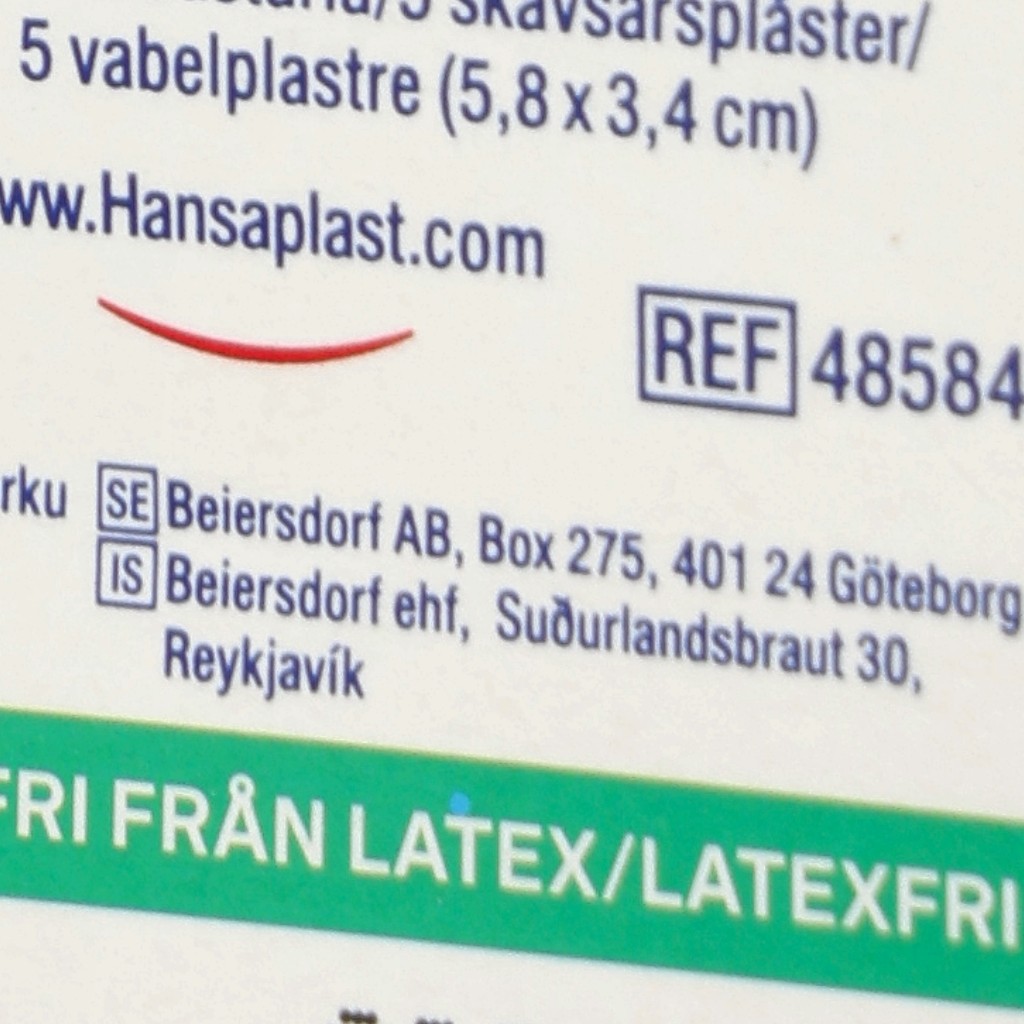 skavsårsplåster/
5 vabelplastre (5,8 x 3,4 cm)
www.Hansaplast.com
REF 48584
rku SE Beiersdorf AB, Box 275, 401 24 Göteborg
IS Beiersdorf ehf, Suðurlandsbraut 30,
Reykjavík
FRI FRÅN LATEX/LATEXFRI